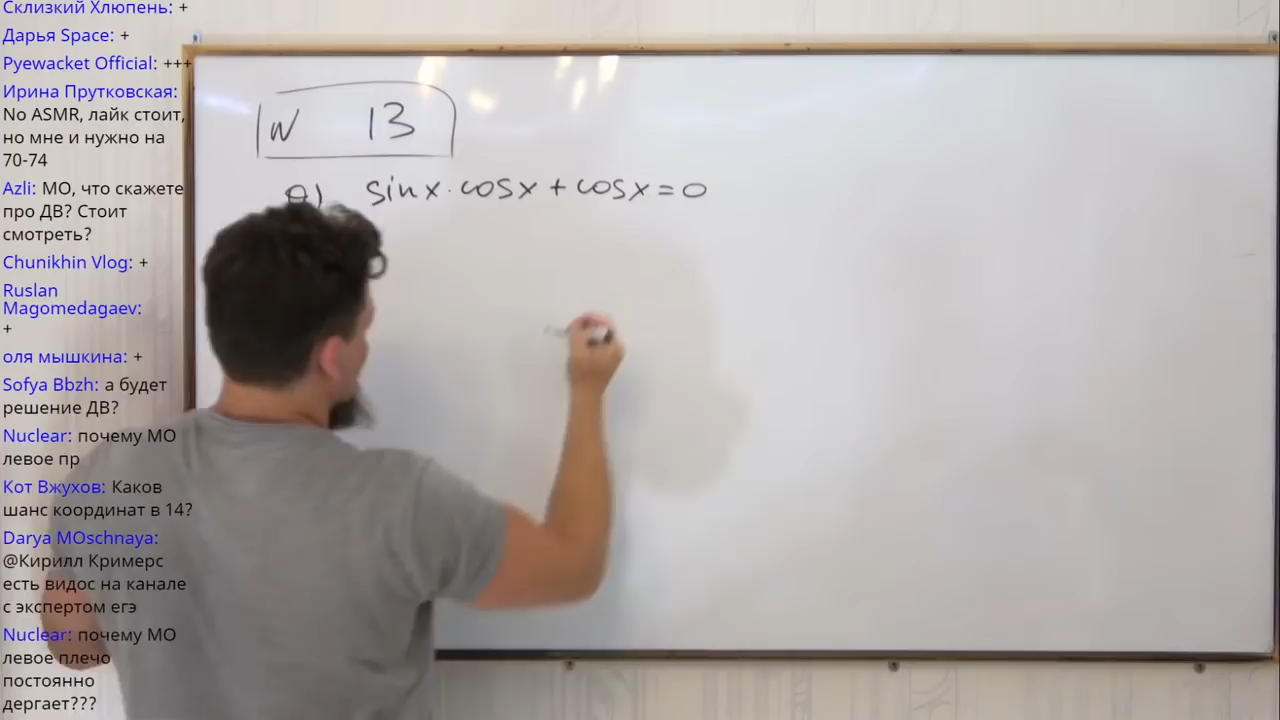 Склизкий Хлюпень: +
Дарья Space: +
Pyewacket Official: +++
Ирина Прутковская:
No ASMR, лайк стоит,
но мне и нужно на
70-74
Azli: МО, что скажете
про ДВ? Стоит
смотреть?
Chunikhin Vlog: +
Ruslan
Magomedagaev:
+
оля мышкина: +
Sofya Bbzh: а будет
решение ДВ?
Nuclear: почему МО
левое пр
Кот Вжухов: Каков
шанс координат в 14?
Darya MOschnaya:
@Кирилл Кримерс
есть видос на канале
с экспертом егэ
Nuclear: почему МО
левое плечо
постоянно
дергает???
N 13
а) sinx·cosx+cosx=0